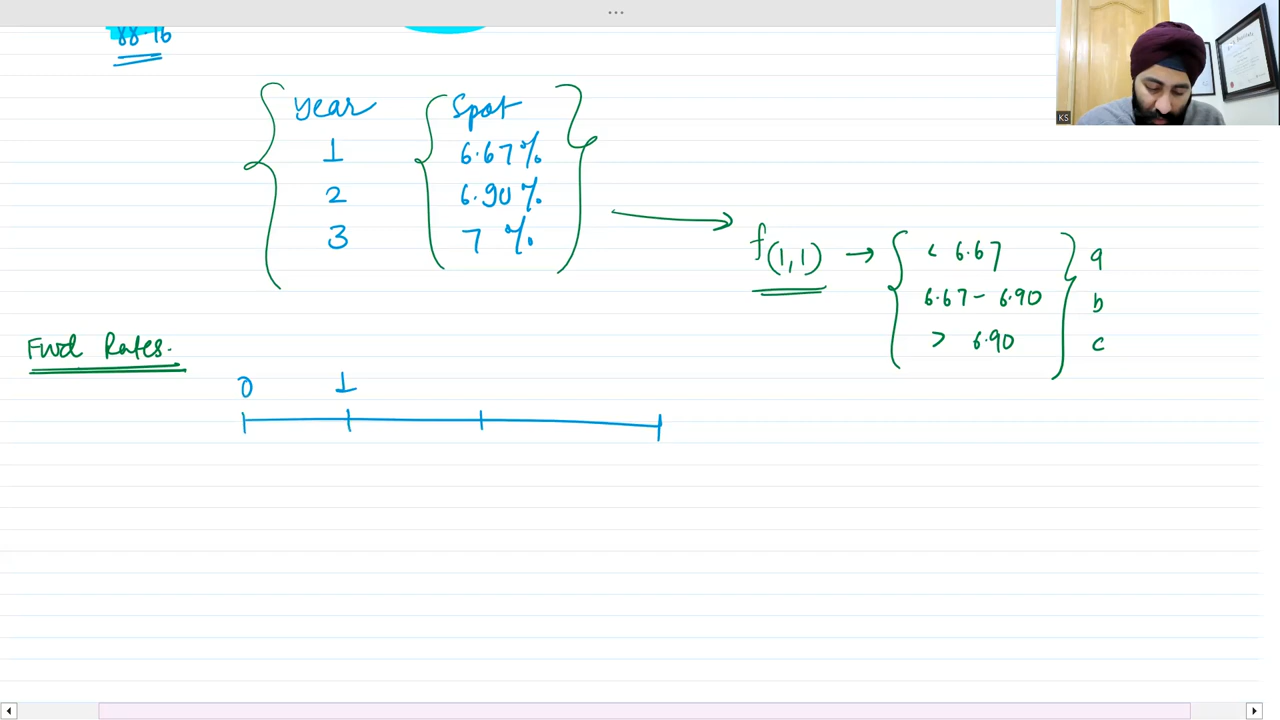 88.16
Year Spot
1 6.67%
2 6.90%
3 7 %
f(1,1) → < 6.67 a
6.67 - 6.90 b
> 6.90 c
Fwd Rates.
0 1
KS